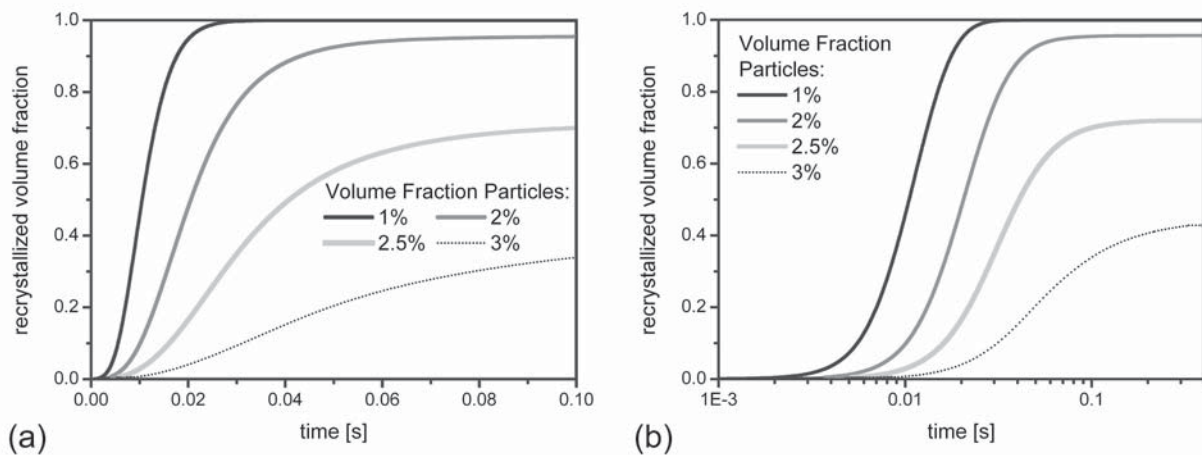 recrystallized volume fraction
1.0
0.8
0.6
0.4
0.2
0.0
Volume Fraction Particles:
1% 2%
2.5% 3%
0.00 0.02 0.04 0.06 0.08 0.10
time [s]
(a)
recrystallized volume fraction
1.0
0.8
0.6
0.4
0.2
0.0
Volume Fraction
Particles:
1%
2%
2.5%
3%
1E-3 0.01 0.1
time [s]
(b)